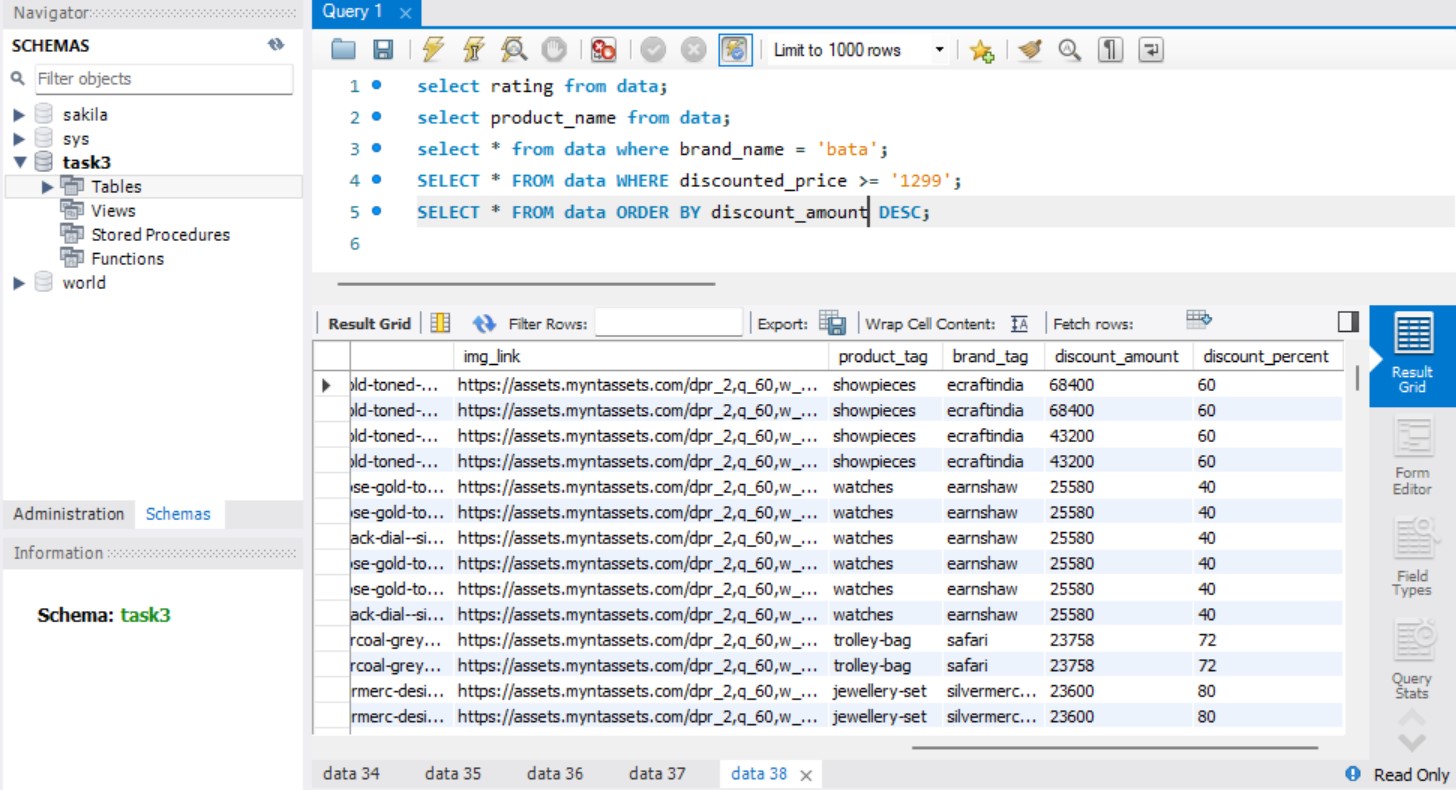 Navigator
SCHEMAS
Filter objects
sakila
sys
task3
Tables
Views
Stored Procedures
Functions
world
Administration Schemas
Information
Schema: task3
Query 1
Limit to 1000 rows
1 select rating from data;
2 select product_name from data;
3 select * from data where brand_name = 'bata';
4 SELECT * FROM data WHERE discounted_price >= '1299';
5 SELECT * FROM data ORDER BY discount_amount DESC;
6
Result Grid Filter Rows: Export: Wrap Cell Content: IA Fetch rows:
img_link product_tag brand_tag discount_amount discount_percent
old-toned-... https://assets.myntassets.com/dpr_2,q_60,w_... showpieces ecraftindia 68400 60
old-toned-... https://assets.myntassets.com/dpr_2,q_60,w_... showpieces ecraftindia 68400 60
old-toned-... https://assets.myntassets.com/dpr_2,q_60,w_... showpieces ecraftindia 43200 60
old-toned-... https://assets.myntassets.com/dpr_2,q_60,w_... showpieces ecraftindia 43200 60
ose-gold-to... https://assets.myntassets.com/dpr_2,q_60,w_... watches earnshaw 25580 40
ose-gold-to... https://assets.myntassets.com/dpr_2,q_60,w_... watches earnshaw 25580 40
ack-dial--si... https://assets.myntassets.com/dpr_2,q_60,w_... watches earnshaw 25580 40
ose-gold-to... https://assets.myntassets.com/dpr_2,q_60,w_... watches earnshaw 25580 40
ose-gold-to... https://assets.myntassets.com/dpr_2,q_60,w_... watches earnshaw 25580 40
ack-dial--si... https://assets.myntassets.com/dpr_2,q_60,w_... watches earnshaw 25580 40
rcoal-grey... https://assets.myntassets.com/dpr_2,q_60,w_... trolley-bag safari 23758 72
rcoal-grey... https://assets.myntassets.com/dpr_2,q_60,w_... trolley-bag safari 23758 72
rmerc-desi... https://assets.myntassets.com/dpr_2,q_60,w_... jewellery-set silvermerc... 23600 80
rmerc-desi... https://assets.myntassets.com/dpr_2,q_60,w_... jewellery-set silvermerc... 23600 80
Result
Grid
Form
Editor
Field
Types
Query
Stats
data 34 data 35 data 36 data 37 data 38
Read Only